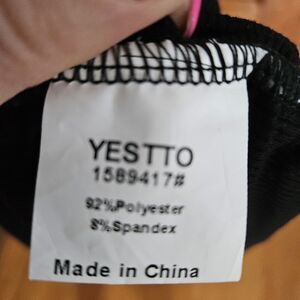 YESTTO
1589417#
92%Polyester
8%Spandex
Made in China